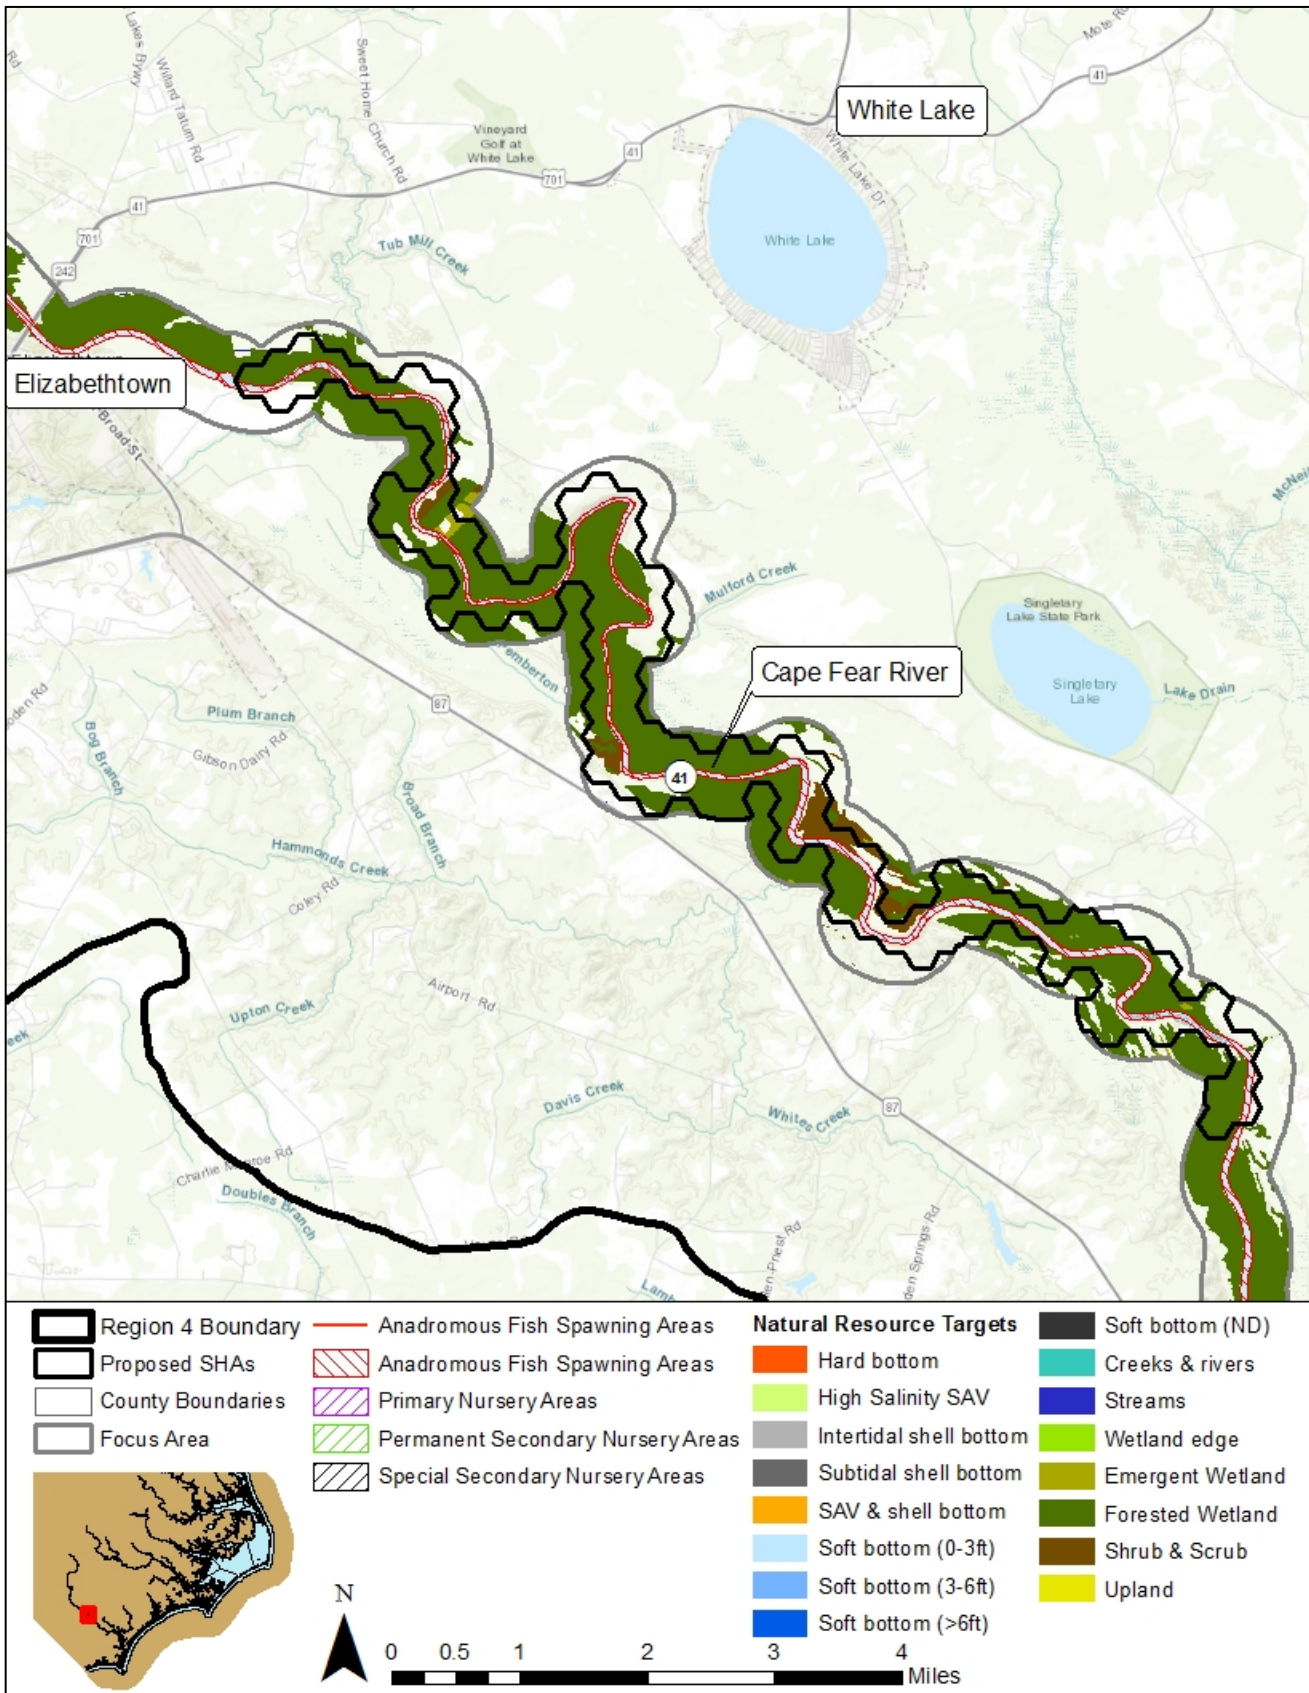 Lakes Bywy
Willard Tatum Rd
Sweet Home Church Rd
Mote Rd
41
White Lake
Vineyard
Golf at
White Lake
41
701
White Lake Dr
41
701
242
Tub Mill Creek
White Lake
Elizabethtown
Broad St
McNeil
Mulford Creek
Singletary
Lake State Park
Cape Fear River
Singletary
Lake
Lake Drain
Pemberton
87
Plum Branch
Gibson Dairy Rd
Bog Branch
Broad Branch
41
Hammonds Creek
Coley Rd
Airport Rd
Upton Creek
Davis Creek
Whites Creek
87
Charlie Monroe Rd
Doubles Branch
Region 4 Boundary
Proposed SHAs
County Boundaries
Focus Area
Anadromous Fish Spawning Areas
Anadromous Fish Spawning Areas
Primary Nursery Areas
Permanent Secondary Nursery Areas
Special Secondary Nursery Areas
Natural Resource Targets
Hard bottom
High Salinity SAV
Intertidal shell bottom
Subtidal shell bottom
SAV & shell bottom
Soft bottom (0-3ft)
Soft bottom (3-6ft)
Soft bottom (>6ft)
Soft bottom (ND)
Creeks & rivers
Streams
Wetland edge
Emergent Wetland
Forested Wetland
Shrub & Scrub
Upland
N
0 0.5 1 2 3 4
Miles